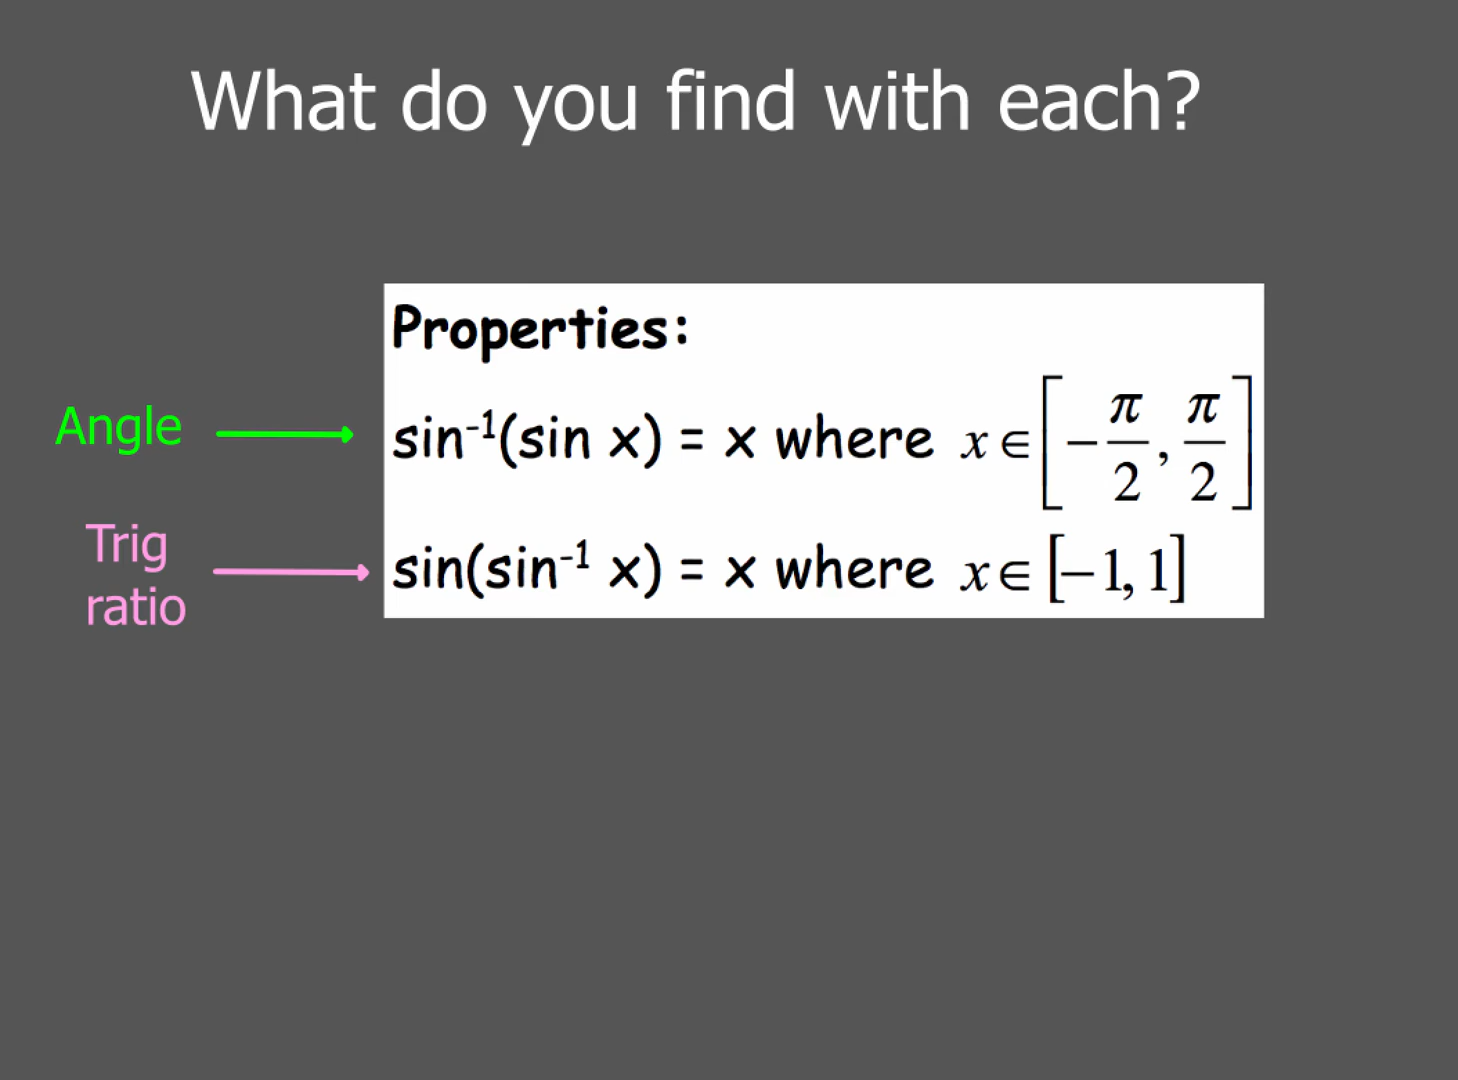 What do you find with each?
Properties:
Angle
sin⁻¹(sin x) = x where x ∈ [−π/2, π/2]
Trig
ratio
sin(sin⁻¹ x) = x where x ∈ [−1, 1]